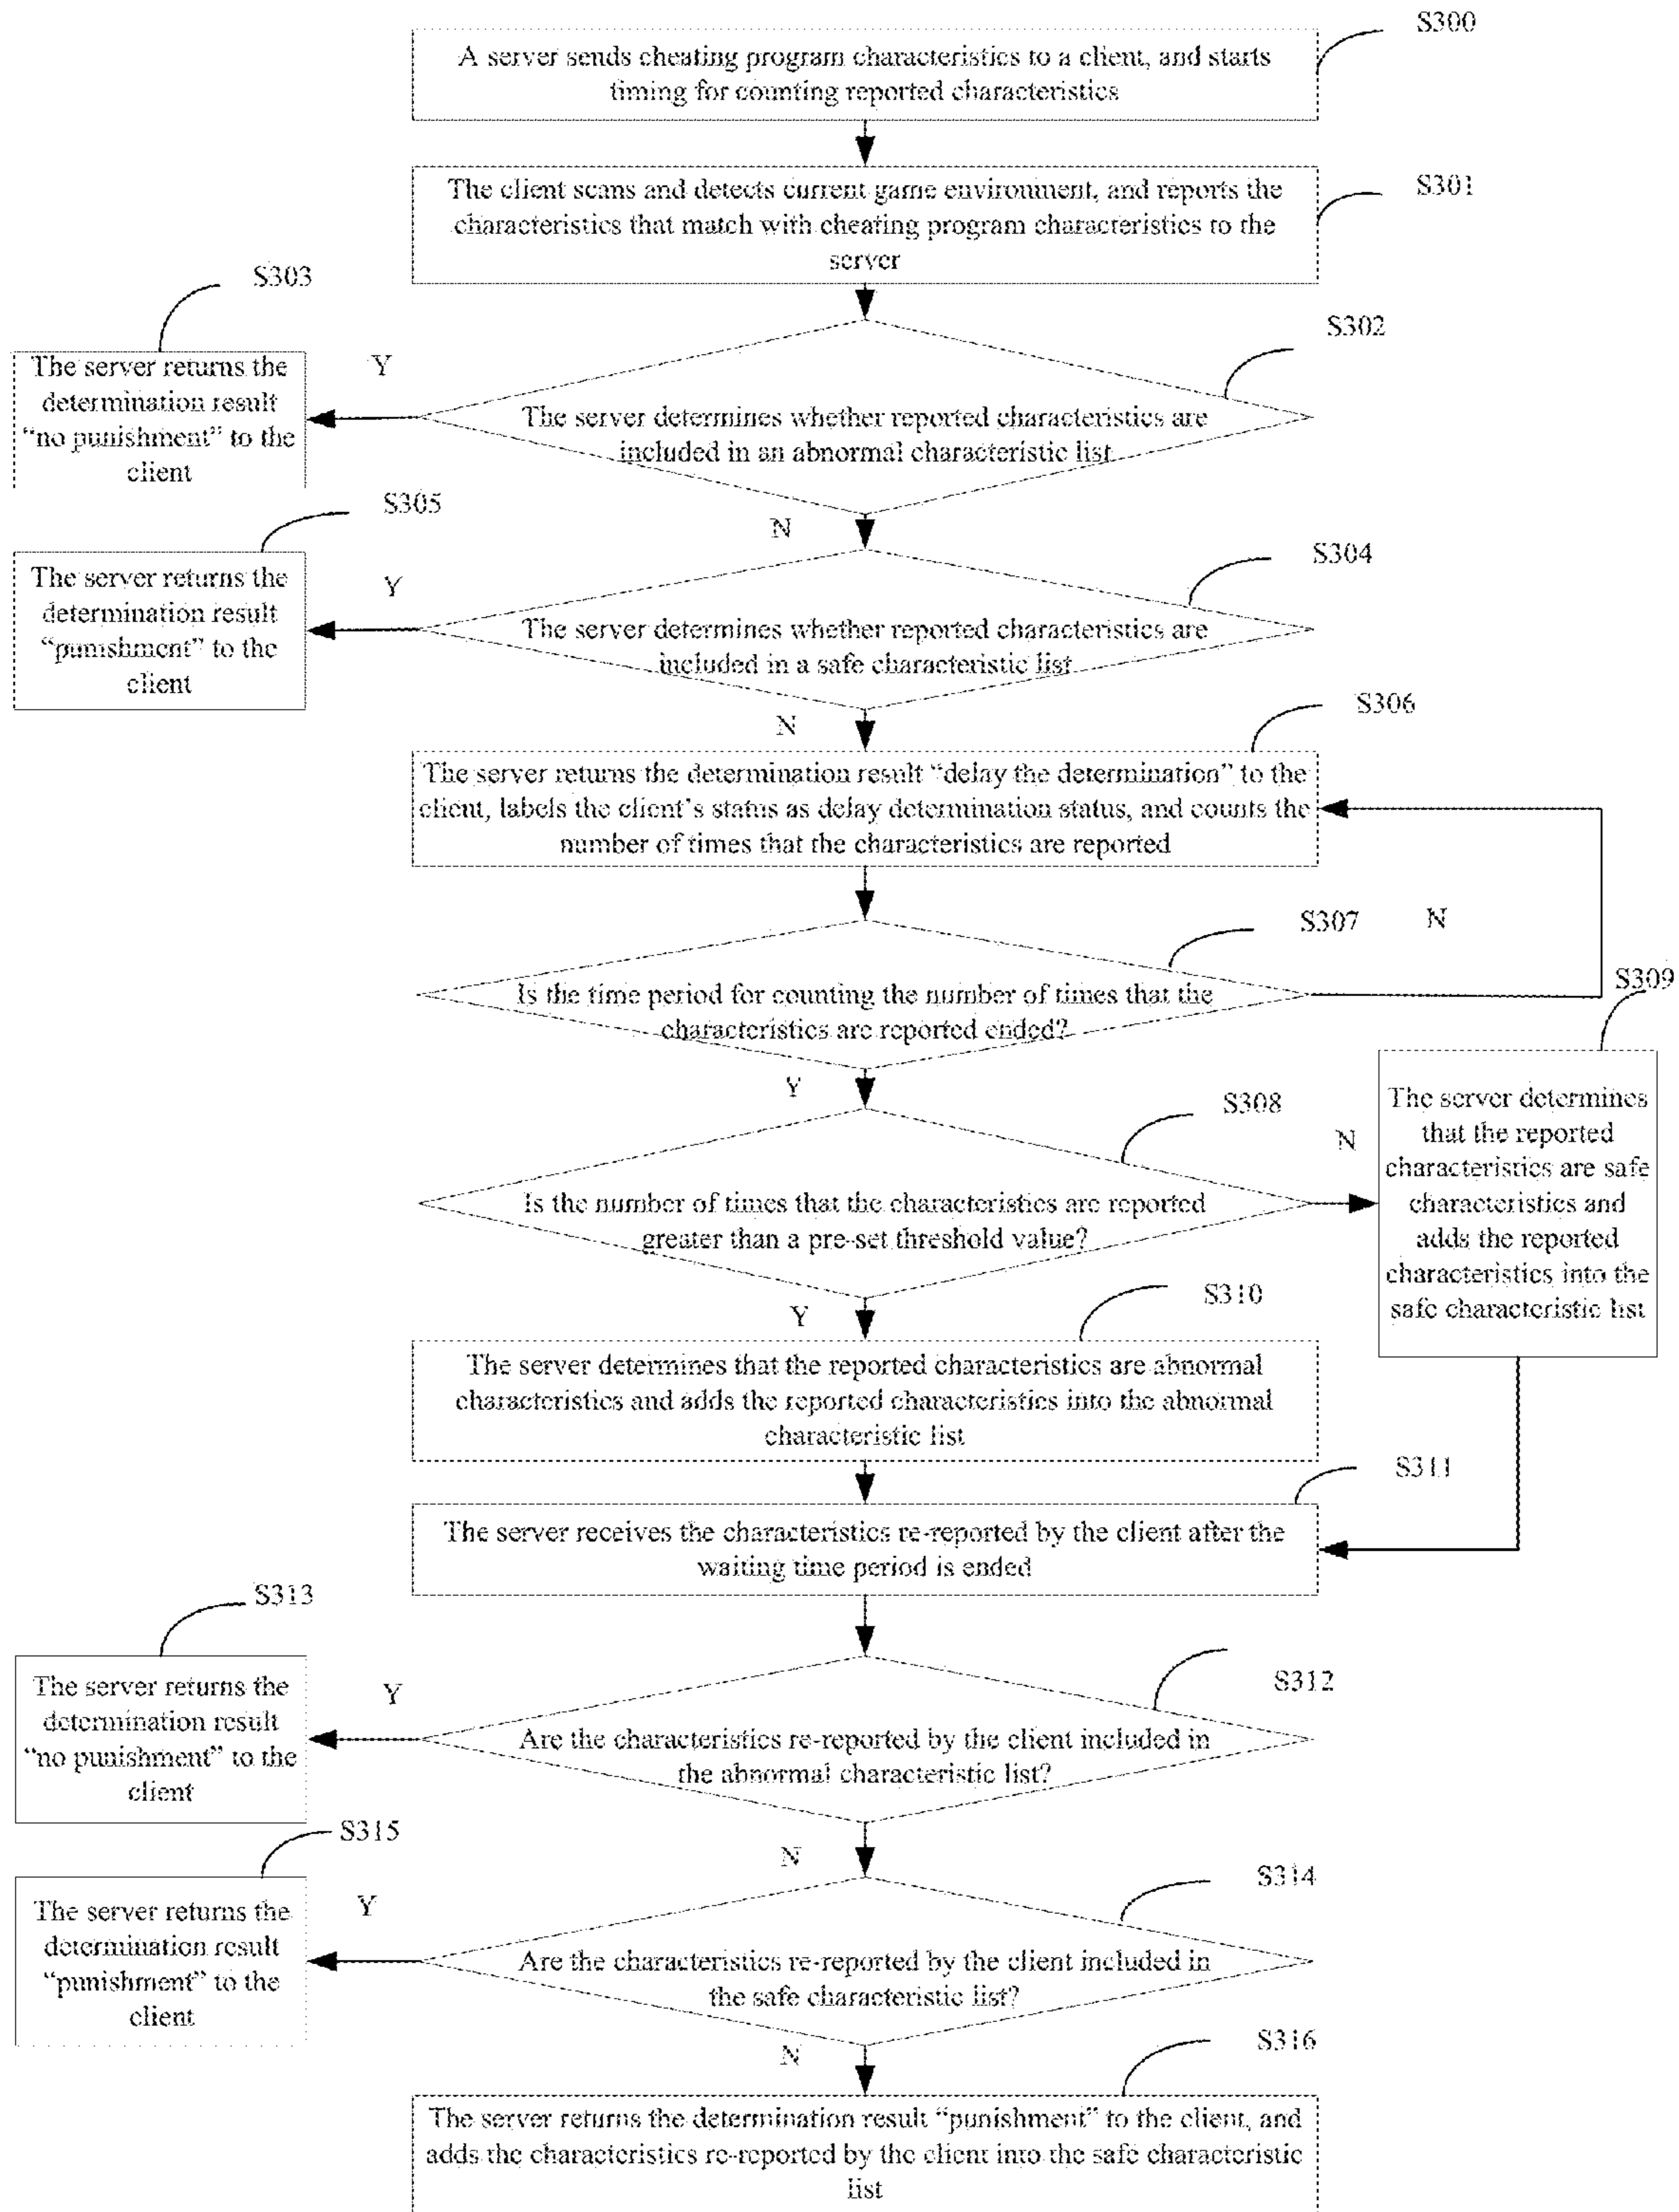 S300
A server sends cheating program characteristics to a client, and starts
timing for counting reported characteristics
S301
The client scans and detects current game environment, and reports the
characteristics that match with cheating program characteristics to the
server
S302
The server determines whether reported characteristics are
included in an abnormal characteristic list
Y
S303
The server returns the
determination result
“no punishment” to the
client
N
S304
The server determines whether reported characteristics are
included in a safe characteristic list
Y
S305
The server returns the
determination result
“punishment” to the
client
N
S306
The server returns the determination result “delay the determination” to the
client, labels the client's status as delay determination status, and counts the
number of times that the characteristics are reported
S307
N
Is the time period for counting the number of times that the
characteristics are reported ended?
Y
S308
N
Is the number of times that the characteristics are reported
greater than a pre-set threshold value?
S309
The server determines
that the reported
characteristics are safe
characteristics and
adds the reported
characteristics into the
safe characteristic list
Y
S310
The server determines that the reported characteristics are abnormal
characteristics and adds the reported characteristics into the abnormal
characteristic list
S311
The server receives the characteristics re-reported by the client after the
waiting time period is ended
S312
Are the characteristics re-reported by the client included in
the abnormal characteristic list?
Y
S313
The server returns the
determination result
“no punishment” to the
client
N
S314
Are the characteristics re-reported by the client included in
the safe characteristic list?
Y
S315
The server returns the
determination result
“punishment” to the
client
N
S316
The server returns the determination result “punishment” to the client, and
adds the characteristics re-reported by the client into the safe characteristic
list